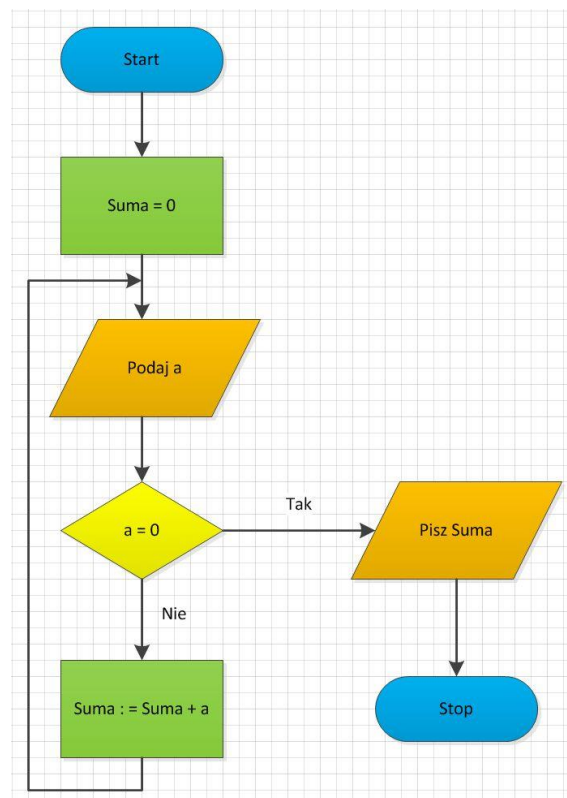 Start
Suma = 0
Podaj a
a = 0
Tak
Pisz Suma
Nie
Suma : = Suma + a
Stop